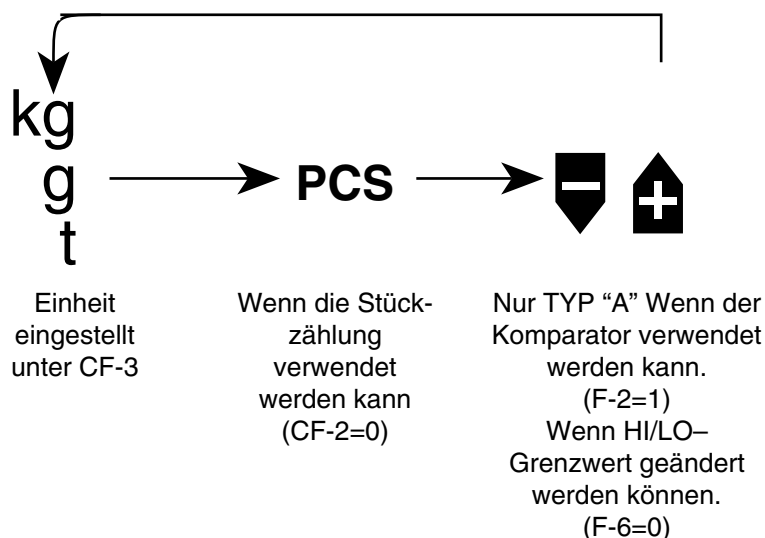 kg
g
t
PCS
− +
Einheit
eingestellt
unter CF-3
Wenn die Stück-
zählung
verwendet
werden kann
(CF-2=0)
Nur TYP “A” Wenn der
Komparator verwendet
werden kann.
(F-2=1)
Wenn HI/LO–
Grenzwert geändert
werden können.
(F-6=0)